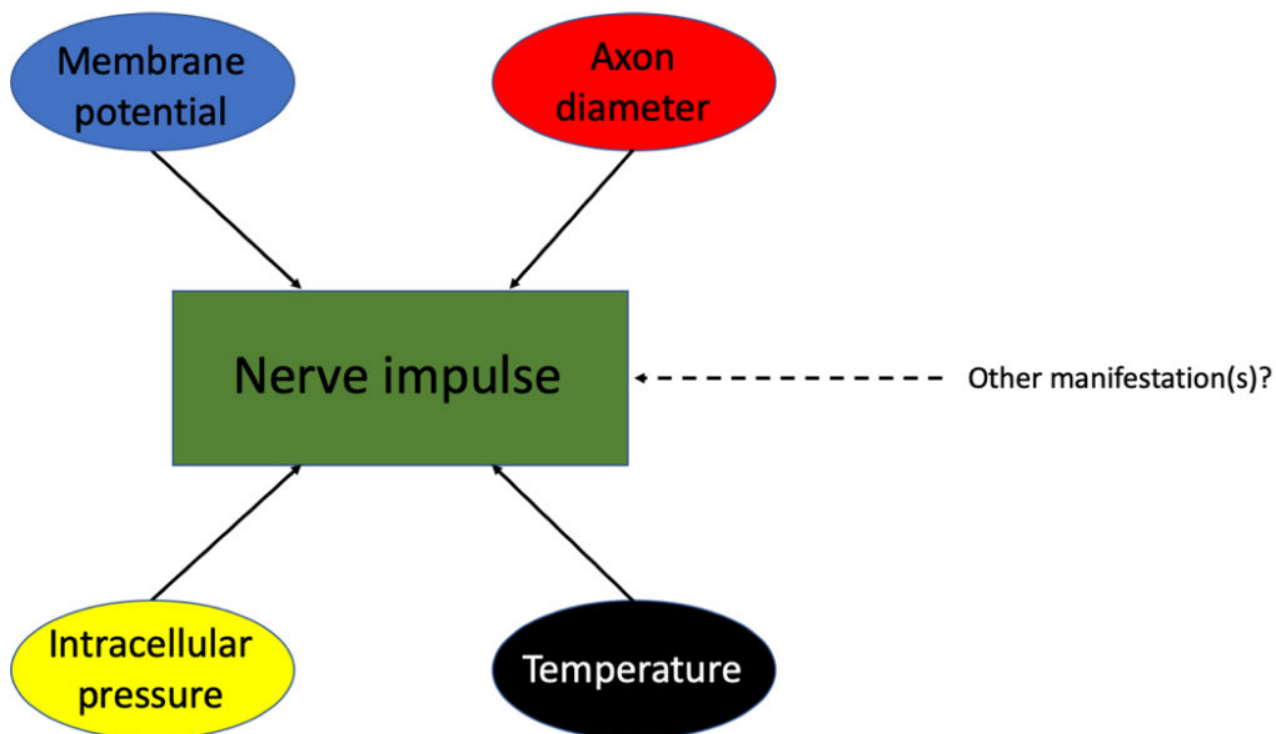 Membrane
potential
Axon
diameter
Nerve impulse
Other manifestation(s)?
Intracellular
pressure
Temperature